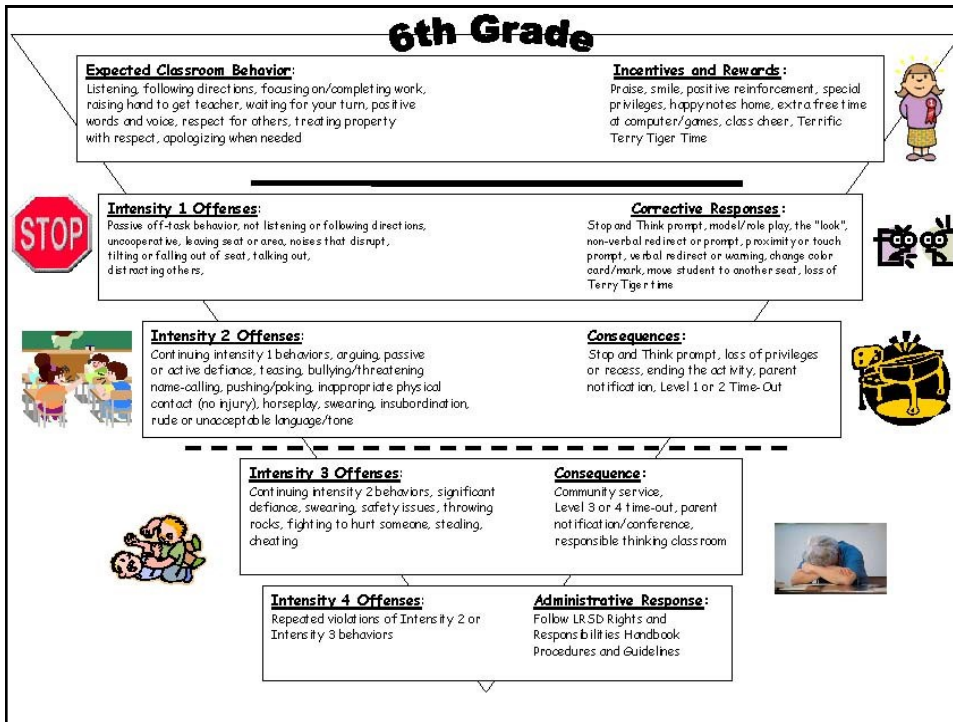 6th Grade
Expected Classroom Behavior:
Listening, following directions, focusing on/completing work,
raising hand to get teacher, waiting for your turn, positive
words and voice, respect for others, treating property
with respect, apologizing when needed
Incentives and Rewards:
Praise, smile, positive reinforcement, special
privileges, happy notes home, extra free time
at computer/games, class cheer, Terrific
Terry Tiger Time
STOP
Intensity 1 Offenses:
Passive off-task behavior, not listening or following directions,
uncooperative, leaving seat or area, noises that disrupt,
tilting or falling out of seat, talking out,
distracting others,
Corrective Responses:
Stop and Think prompt, model/role play, the "look",
non-verbal redirect or prompt, proximity or touch
prompt, verbal redirect or warning, change color
card/mark, move student to another seat, loss of
Terry Tiger time
Intensity 2 Offenses:
Continuing intensity 1 behaviors, arguing, passive
or active defiance, teasing, bullying/threatening
name-calling, pushing/poking, inappropriate physical
contact (no injury), horseplay, swearing, insubordination,
rude or unacceptable language/tone
Consequences:
Stop and Think prompt, loss of privileges
or recess, ending the activity, parent
notification, Level 1 or 2 Time-Out
Intensity 3 Offenses:
Continuing intensity 2 behaviors, significant
defiance, swearing, safety issues, throwing
rocks, fighting to hurt someone, stealing,
cheating
Consequence:
Community service,
Level 3 or 4 time-out, parent
notification/conference,
responsible thinking classroom
Intensity 4 Offenses:
Repeated violations of Intensity 2 or
Intensity 3 behaviors
Administrative Response:
Follow LRSD Rights and
Responsibilities Handbook
Procedures and Guidelines